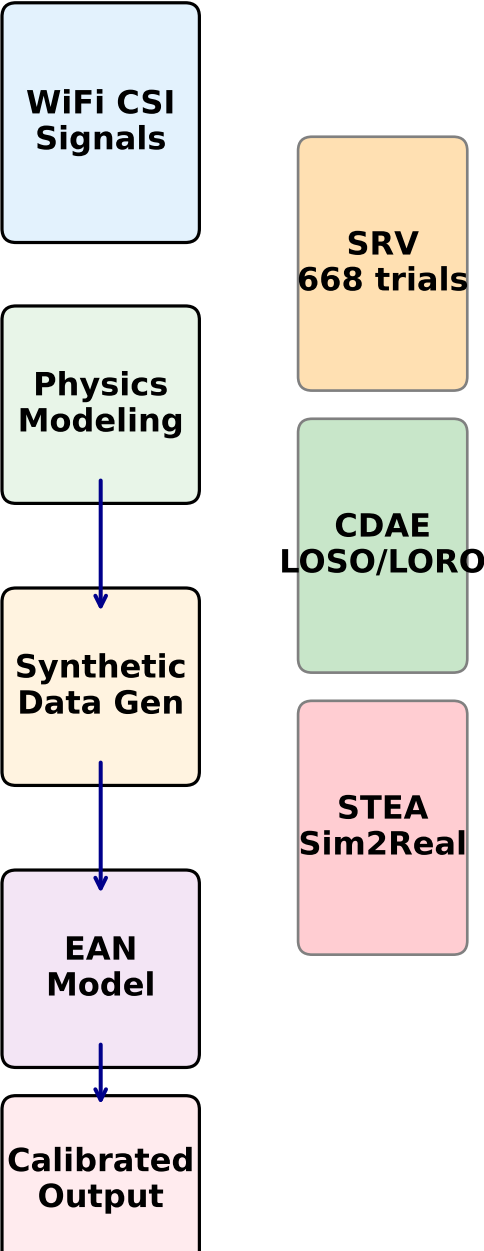 WiFi CSI
Signals
Physics
Modeling
Synthetic
Data Gen
EAN
Model
Calibrated
Output
SRV
668 trials
CDAE
LOSO/LORO
STEA
Sim2Real